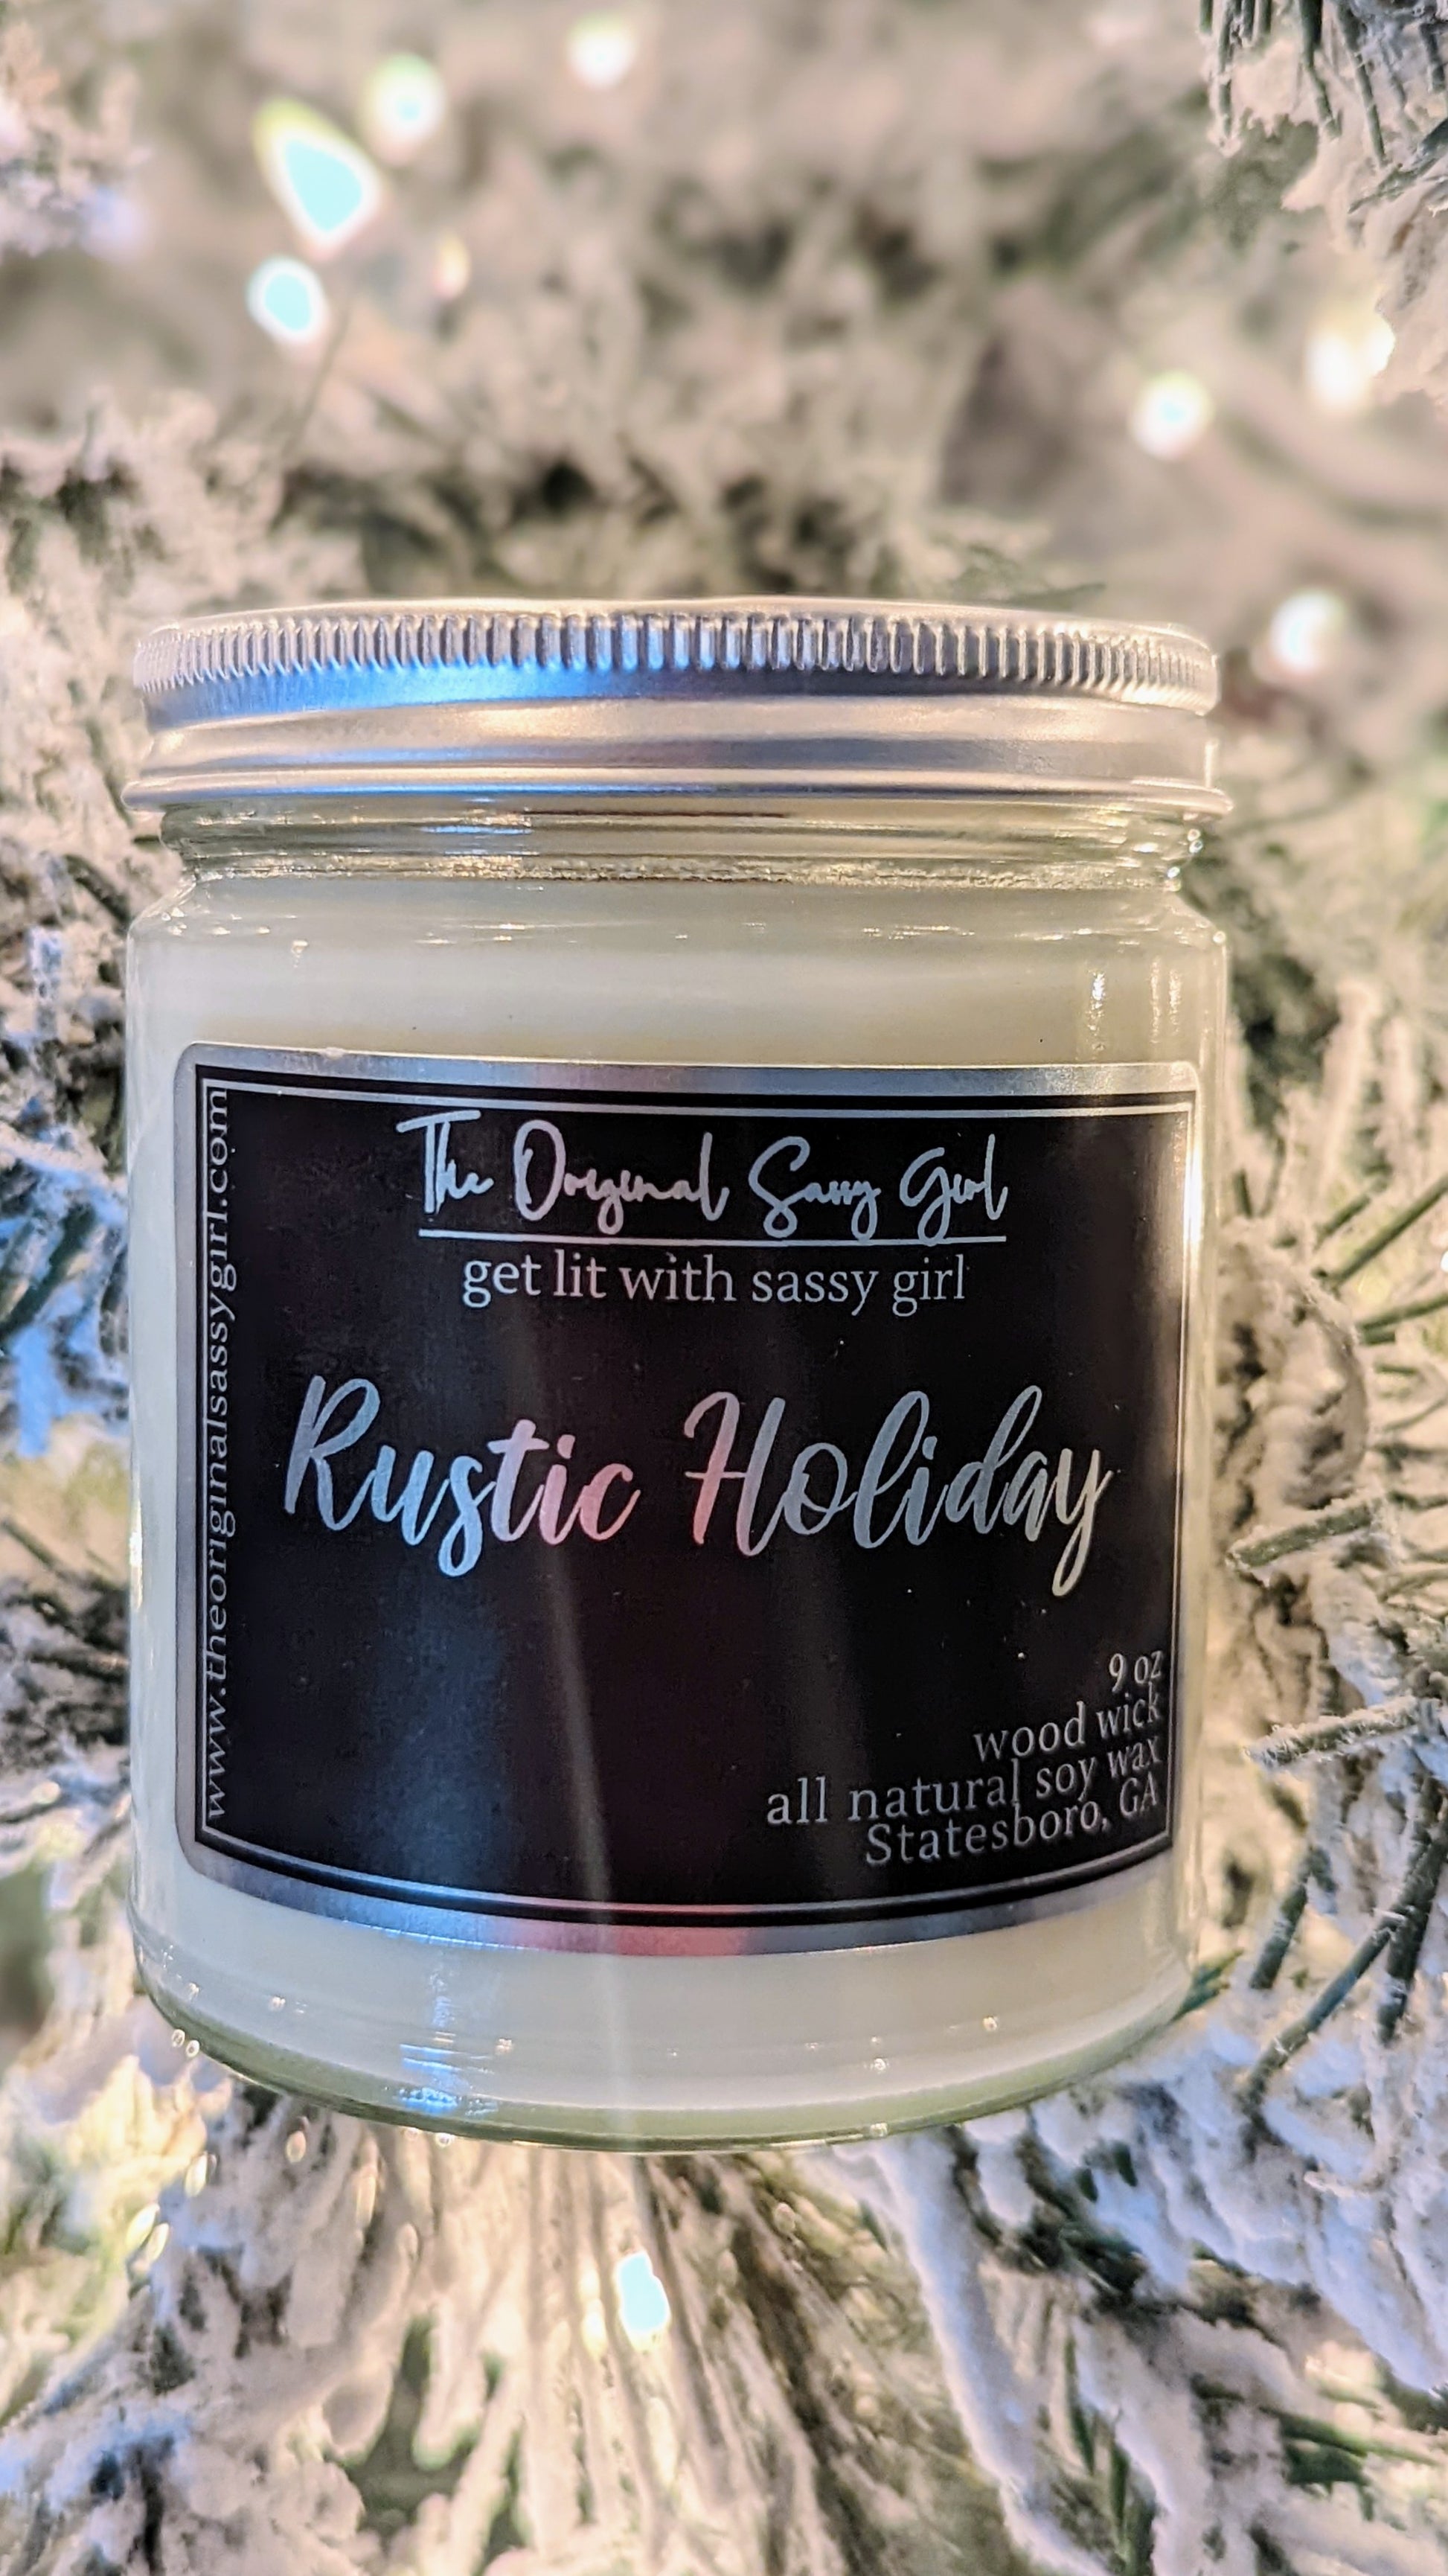 The Original Sassy Girl
get lit with sassy girl
Rustic Holiday
9 oz
wood wick
all natural soy wax
Statesboro, GA
www.theoriginalsassygirl.com